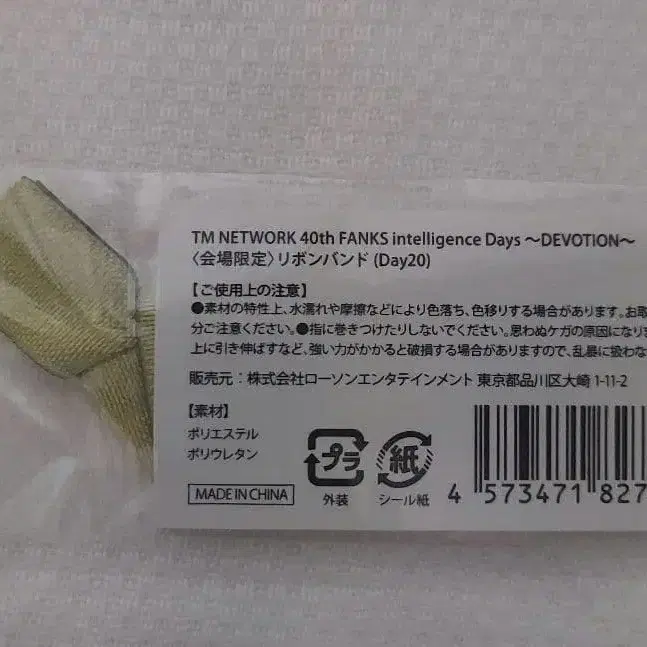 TM NETWORK 40th FANKS intelligence Days ～DEVOTION～
〈会場限定〉リボンバンド (Day20)
【ご使用上の注意】
●素材の特性上、水濡れや摩擦などにより色落ち、色移りする場合があります。お取
分ご注意ください。●指に巻きつけたりしないでください。思わぬケガの原因になりま
上に引き伸ばすなど、強い力がかかると破損する場合がありますので、乱暴に扱わな
販売元：株式会社ローソンエンタテインメント 東京都品川区大崎 1-11-2
【素材】
ポリエステル
ポリウレタン
MADE IN CHINA
プラ
外装
紙
シール紙
4 573471 827